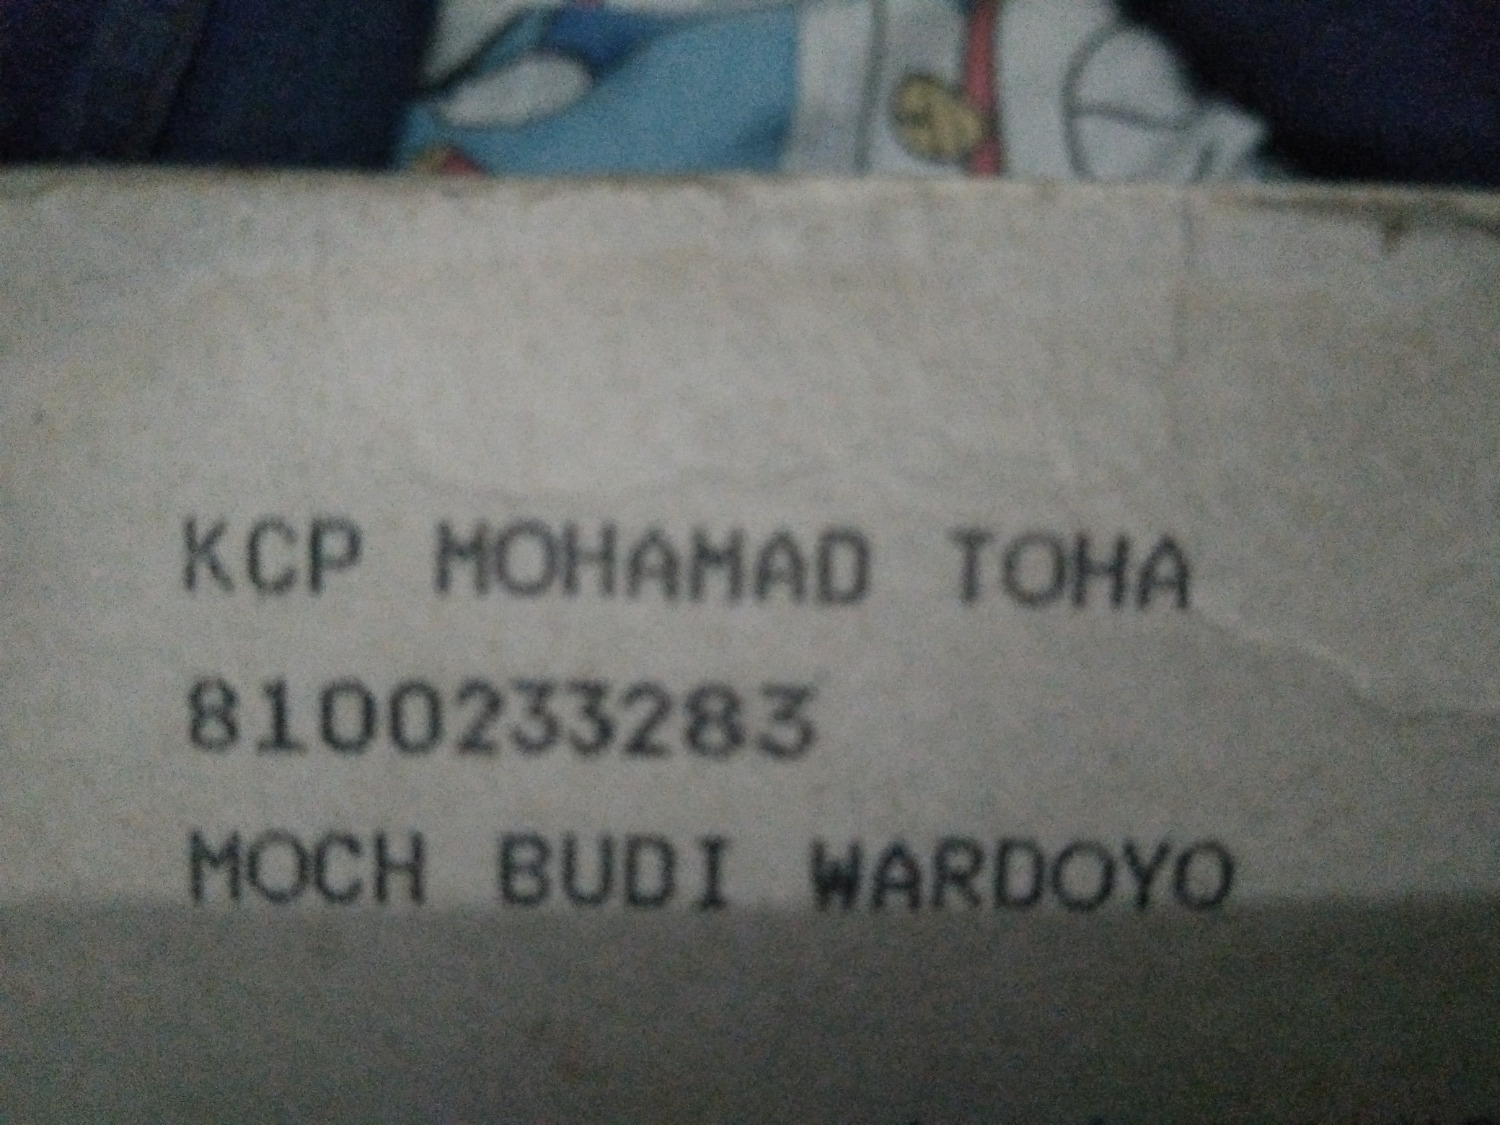 KCP MOHAMAD TOHA
8100233283
MOCH BUDI WARDOYO